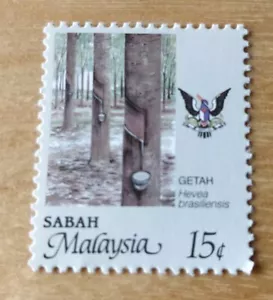 GETAH
Hevea
brasiliensis
SABAH
Malaysia 15¢